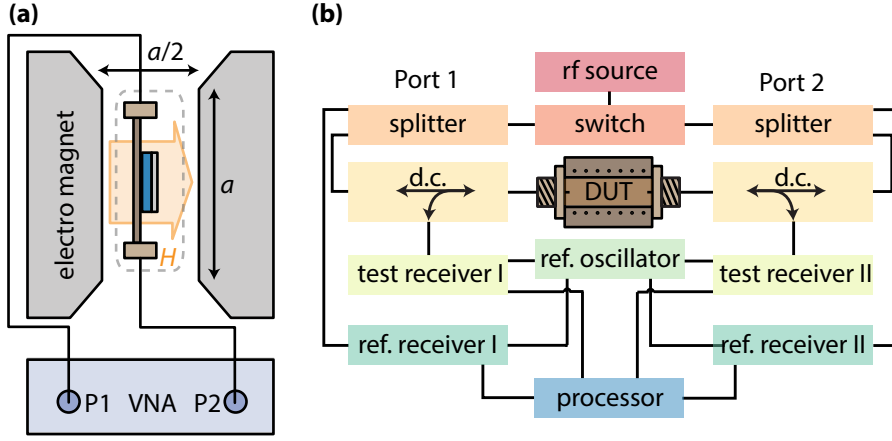 (a)
a/2
electro magnet
a
H
P1 VNA P2
(b)
Port 1
rf source
Port 2
splitter
switch
splitter
d.c.
DUT
d.c.
test receiver I
ref. oscillator
test receiver II
ref. receiver I
ref. receiver II
processor